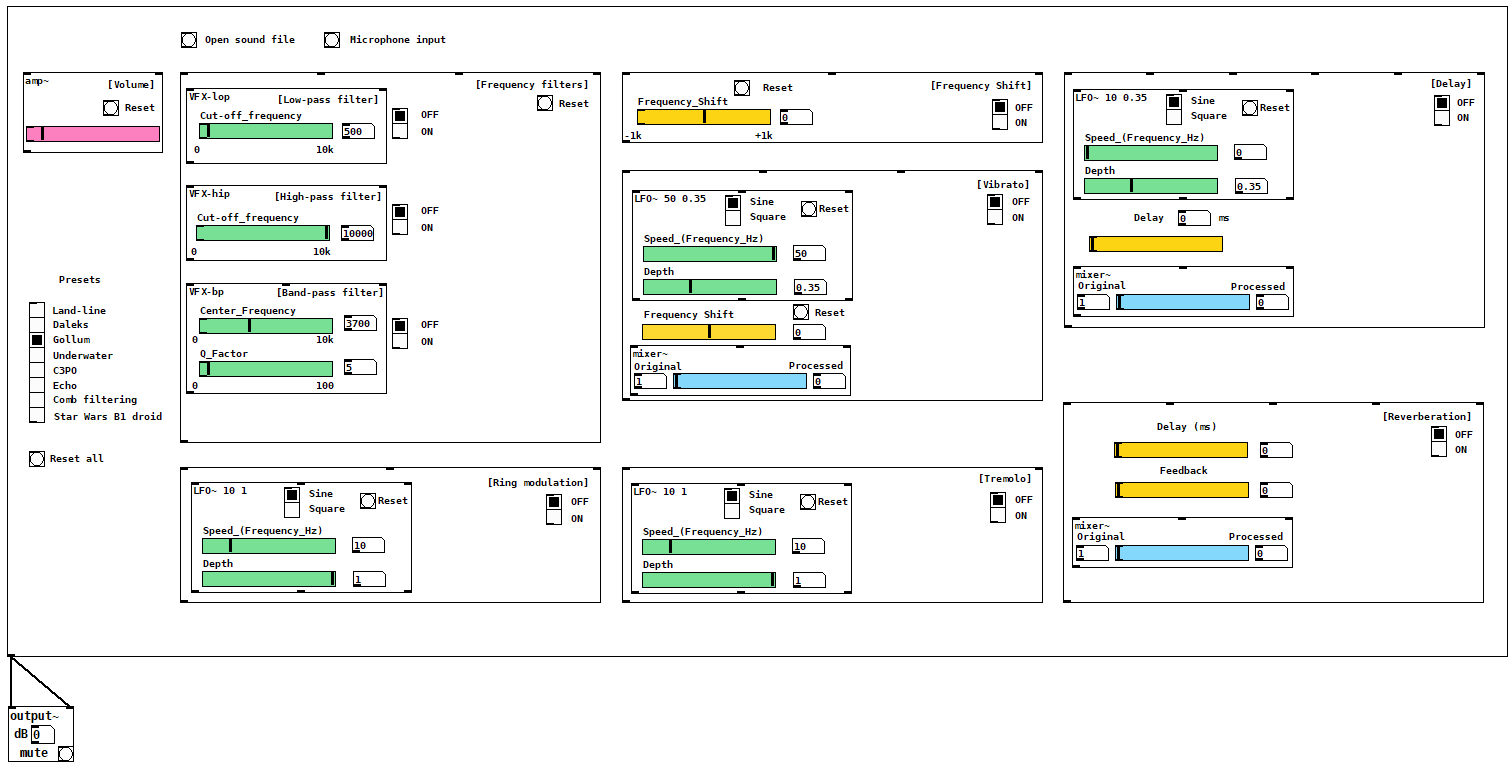 Open sound file
Microphone input
amp~
[Volume]
Reset
[Frequency filters]
Reset
VFX-lop
[Low-pass filter]
Cut-off_frequency
500
0
10k
OFF
ON
VFX-hip
[High-pass filter]
Cut-off_frequency
10000
0
10k
OFF
ON
VFX-bp
[Band-pass filter]
Center_Frequency
3700
0
10k
Q_Factor
5
0
100
OFF
ON
[Frequency Shift]
Reset
Frequency_Shift
0
-1k
+1k
OFF
ON
[Vibrato]
LFO~ 50 0.35
Sine
Square
Reset
OFF
ON
Speed_(Frequency_Hz)
50
Depth
0.35
Frequency Shift
Reset
0
mixer~
Original
Processed
1
0
[Delay]
LFO~ 10 0.35
Sine
Square
Reset
OFF
ON
Speed_(Frequency_Hz)
0
Depth
0.35
Delay
0
ms
mixer~
Original
Processed
1
0
Presets
Land-line
Daleks
Gollum
Underwater
C3PO
Echo
Comb filtering
Star Wars B1 droid
Reset all
[Ring modulation]
LFO~ 10 1
Sine
Square
Reset
OFF
ON
Speed_(Frequency_Hz)
10
Depth
1
[Tremolo]
LFO~ 10 1
Sine
Square
Reset
OFF
ON
Speed_(Frequency_Hz)
10
Depth
1
[Reverberation]
Delay (ms)
0
OFF
ON
Feedback
0
mixer~
Original
Processed
1
0
output~
dB
0
mute